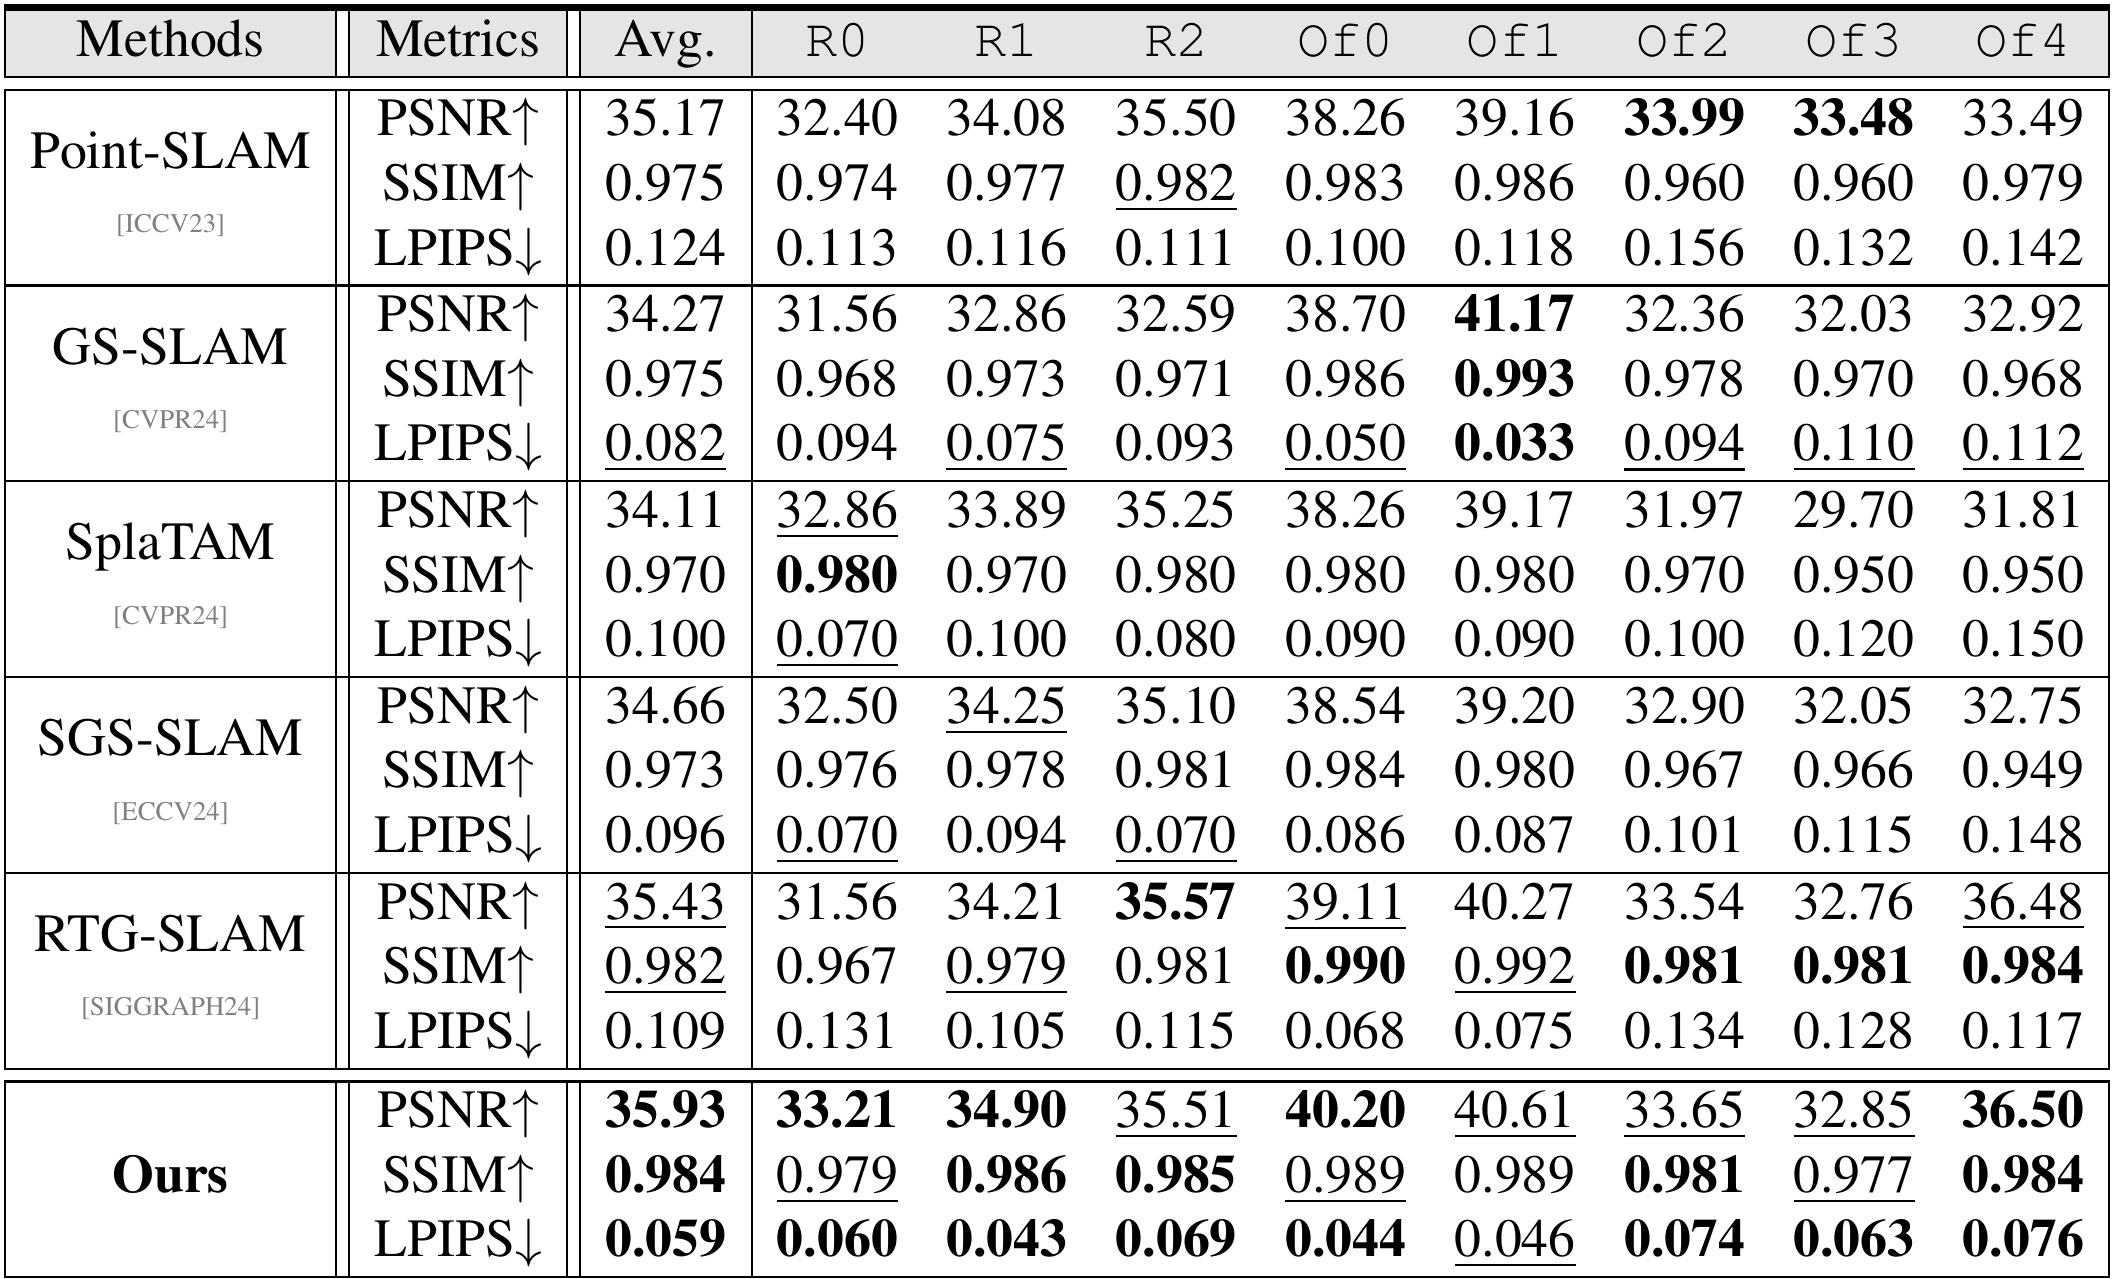 Methods Metrics Avg. R0 R1 R2 Of0 Of1 Of2 Of3 Of4
PSNR↑ 35.17 32.40 34.08 35.50 38.26 39.16 33.99 33.48 33.49
Point-SLAM
SSIM↑ 0.975 0.974 0.977 0.982 0.983 0.986 0.960 0.960 0.979
[ICCV23]
LPIPS↓ 0.124 0.113 0.116 0.111 0.100 0.118 0.156 0.132 0.142
PSNR↑ 34.27 31.56 32.86 32.59 38.70 41.17 32.36 32.03 32.92
GS-SLAM
SSIM↑ 0.975 0.968 0.973 0.971 0.986 0.993 0.978 0.970 0.968
[CVPR24]
LPIPS↓ 0.082 0.094 0.075 0.093 0.050 0.033 0.094 0.110 0.112
PSNR↑ 34.11 32.86 33.89 35.25 38.26 39.17 31.97 29.70 31.81
SplaTAM
SSIM↑ 0.970 0.980 0.970 0.980 0.980 0.980 0.970 0.950 0.950
[CVPR24]
LPIPS↓ 0.100 0.070 0.100 0.080 0.090 0.090 0.100 0.120 0.150
PSNR↑ 34.66 32.50 34.25 35.10 38.54 39.20 32.90 32.05 32.75
SGS-SLAM
SSIM↑ 0.973 0.976 0.978 0.981 0.984 0.980 0.967 0.966 0.949
[ECCV24]
LPIPS↓ 0.096 0.070 0.094 0.070 0.086 0.087 0.101 0.115 0.148
PSNR↑ 35.43 31.56 34.21 35.57 39.11 40.27 33.54 32.76 36.48
RTG-SLAM
SSIM↑ 0.982 0.967 0.979 0.981 0.990 0.992 0.981 0.981 0.984
[SIGGRAPH24]
LPIPS↓ 0.109 0.131 0.105 0.115 0.068 0.075 0.134 0.128 0.117
PSNR↑ 35.93 33.21 34.90 35.51 40.20 40.61 33.65 32.85 36.50
Ours SSIM↑ 0.984 0.979 0.986 0.985 0.989 0.989 0.981 0.977 0.984
LPIPS↓ 0.059 0.060 0.043 0.069 0.044 0.046 0.074 0.063 0.076